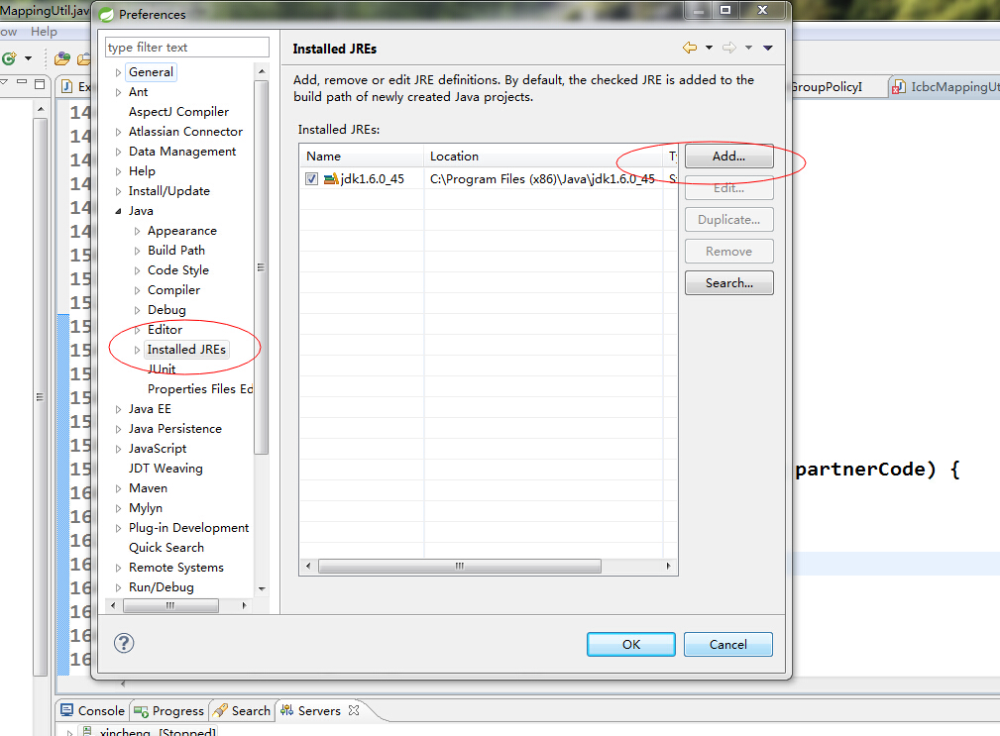 MappingUtil.jav
Preferences
ow Help
type filter text
Installed JREs
Add, remove or edit JRE definitions. By default, the checked JRE is added to the
build path of newly created Java projects.
Installed JREs:
Name Location Ty
jdk1.6.0_45 C:\Program Files (x86)\Java\jdk1.6.0_45 S
Add...
Edit...
Duplicate...
Remove
Search...
General
Ant
AspectJ Compiler
Atlassian Connector
Data Management
Help
Install/Update
Java
Appearance
Build Path
Code Style
Compiler
Debug
Editor
Installed JREs
JUnit
Properties Files Ed
Java EE
Java Persistence
JavaScript
JDT Weaving
Maven
Mylyn
Plug-in Development
Quick Search
Remote Systems
Run/Debug
?
OK
Cancel
Ex
GroupPolicyI
IcbcMappingUt
14
14
14
14
14
14
15
15
15
15
15
15
15
15
15
15
16
16
16
16
16
16
16
16
partnerCode) {
Console Progress Search Servers
xincheng [Stopped]